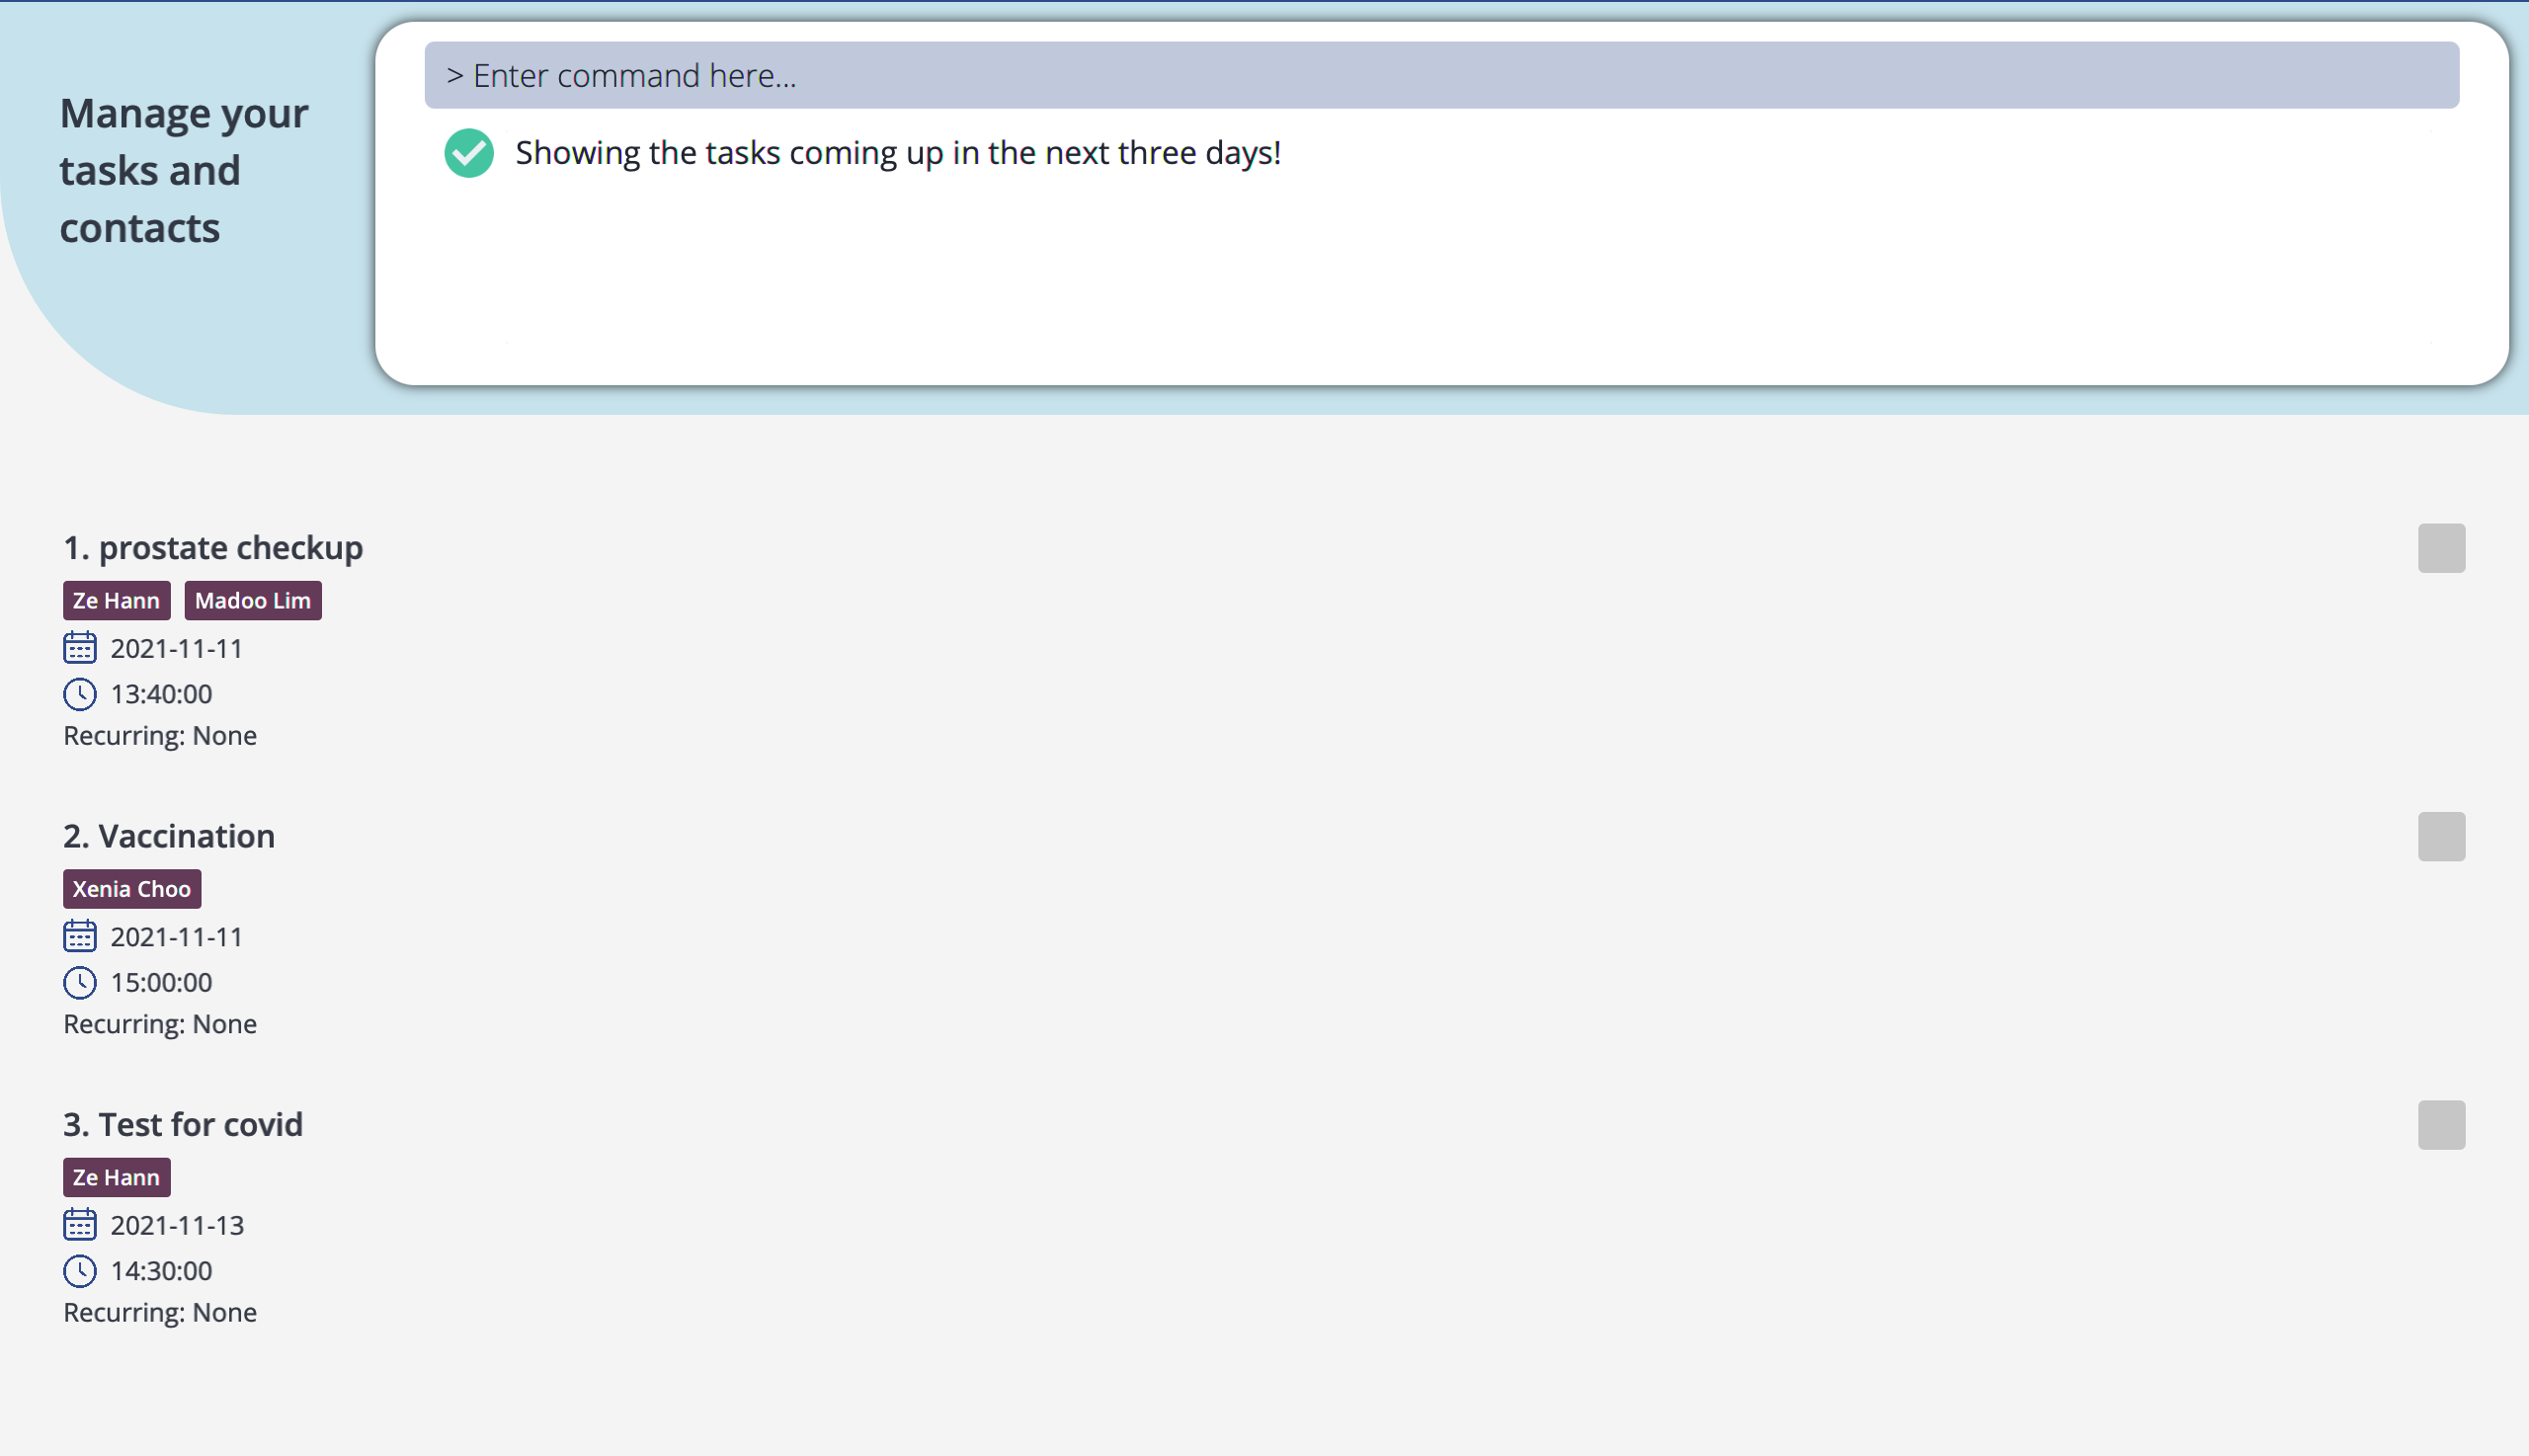 Manage your
tasks and
contacts
> Enter command here...
Showing the tasks coming up in the next three days!
1. prostate checkup
Ze Hann Madoo Lim
2021-11-11
13:40:00
Recurring: None
2. Vaccination
Xenia Choo
2021-11-11
15:00:00
Recurring: None
3. Test for covid
Ze Hann
2021-11-13
14:30:00
Recurring: None